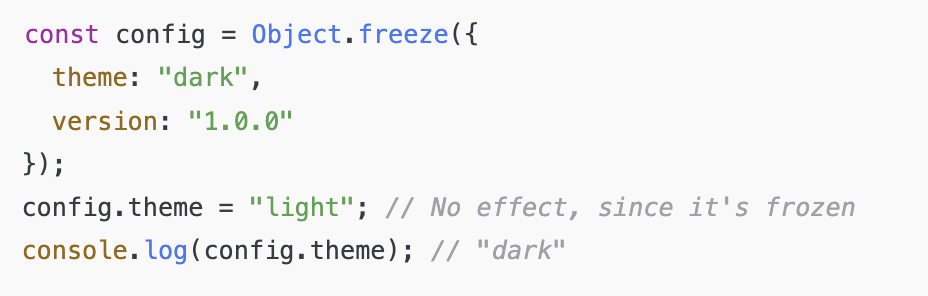 const config = Object.freeze({
  theme: "dark",
  version: "1.0.0"
});
config.theme = "light"; // No effect, since it's frozen
console.log(config.theme); // "dark"